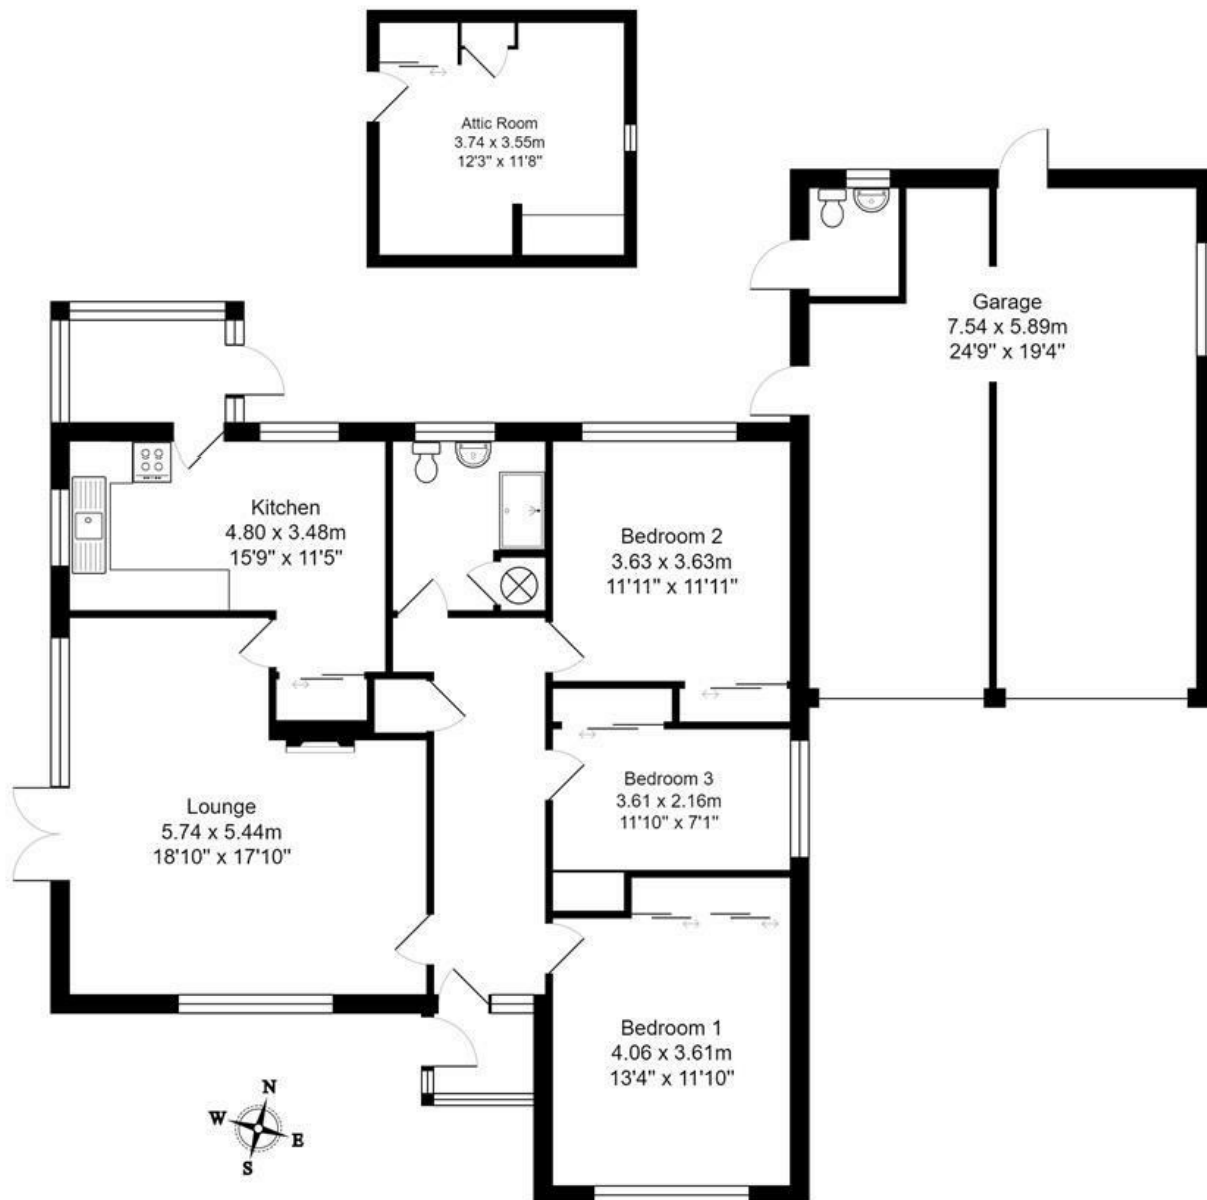 Attic Room
3.74 x 3.55m
12'3" x 11'8"
Garage
7.54 x 5.89m
24'9" x 19'4"
Kitchen
4.80 x 3.48m
15'9" x 11'5"
Bedroom 2
3.63 x 3.63m
11'11" x 11'11"
Bedroom 3
3.61 x 2.16m
11'10" x 7'1"
Lounge
5.74 x 5.44m
18'10" x 17'10"
Bedroom 1
4.06 x 3.61m
13'4" x 11'10"
N
W
E
S